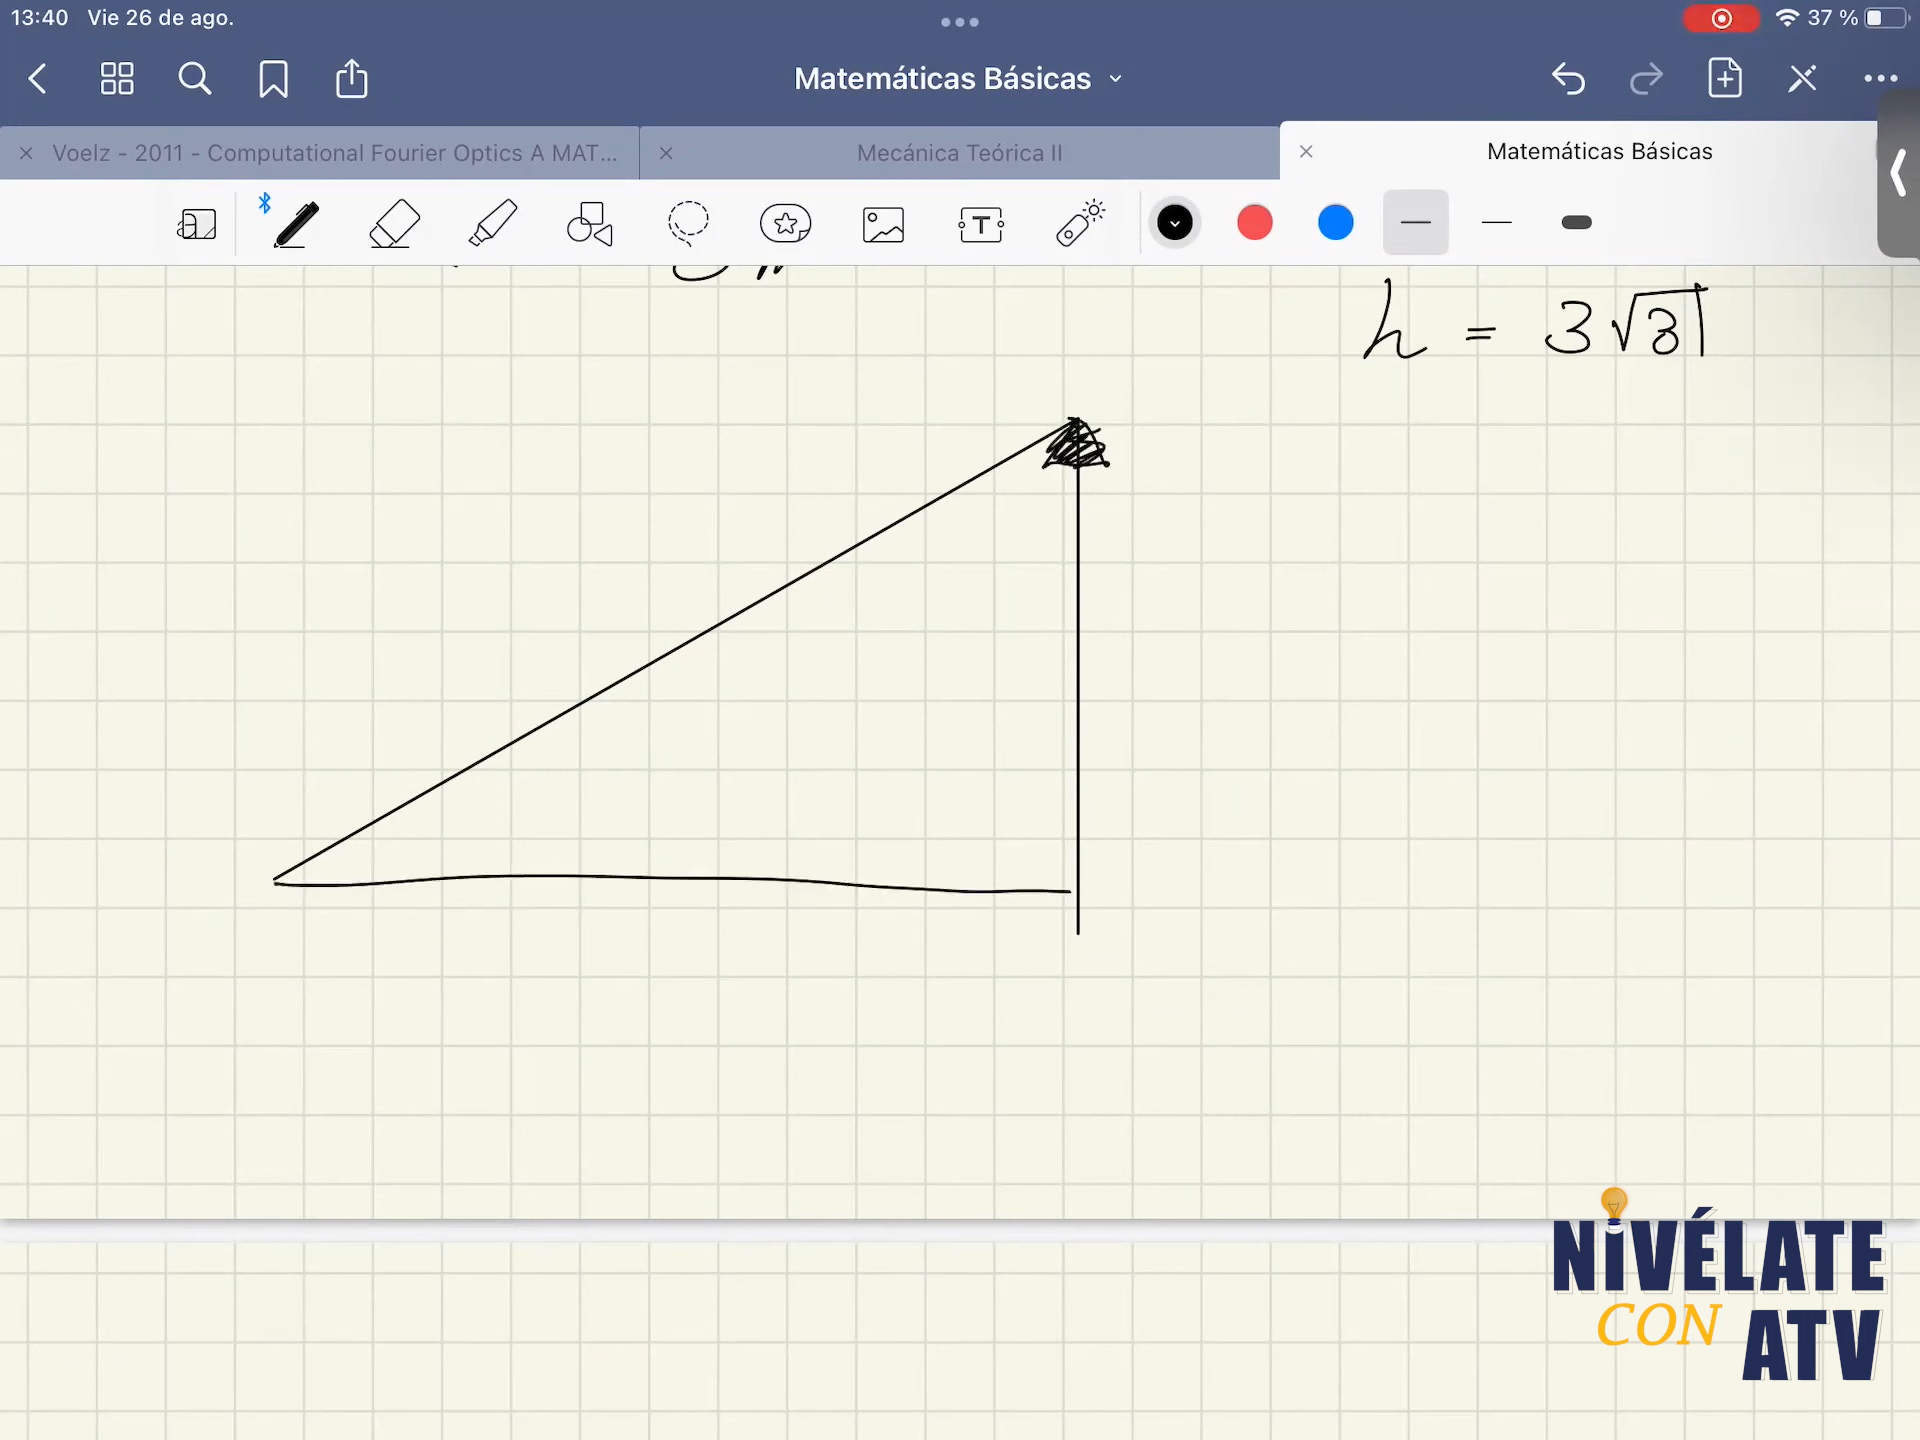 13:40 Vie 26 de ago.
37 %
Matemáticas Básicas
Voelz - 2011 - Computational Fourier Optics A MAT...
Mecánica Teórica II
Matemáticas Básicas
T
h = 3√3
NIVÉLATE
CON
ATV